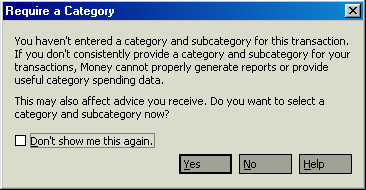 Require a Category
You haven't entered a category and subcategory for this transaction.
If you don't consistently provide a category and subcategory for your
transactions, Money cannot properly generate reports or provide
useful category spending data.
This may also affect advice you receive. Do you want to select a
category and subcategory now?
Don't show me this again.
Yes No Help